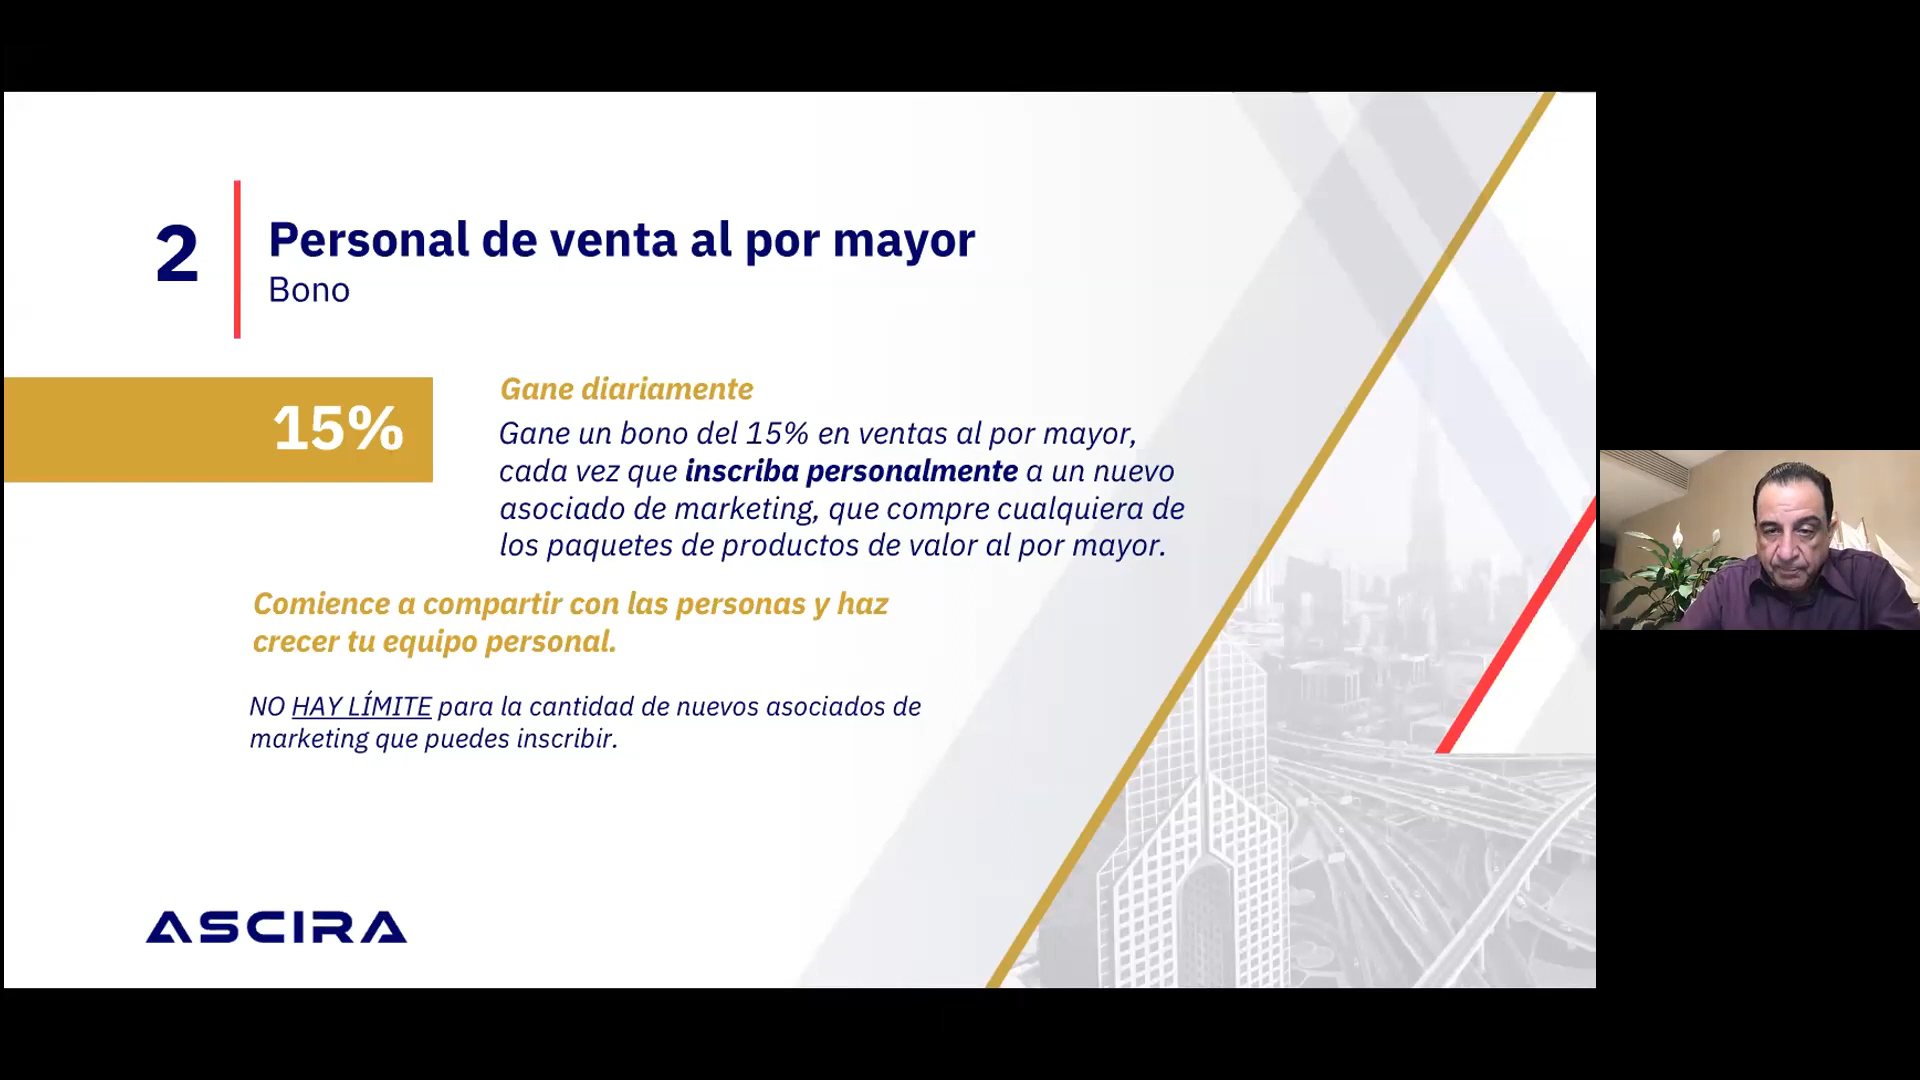 2
Personal de venta al por mayor
Bono
15%
Gane diariamente
Gane un bono del 15% en ventas al por mayor,
cada vez que inscriba personalmente a un nuevo
asociado de marketing, que compre cualquiera de
los paquetes de productos de valor al por mayor.
Comience a compartir con las personas y haz
crecer tu equipo personal.
NO HAY LÍMITE para la cantidad de nuevos asociados de
marketing que puedes inscribir.
ASCIRA